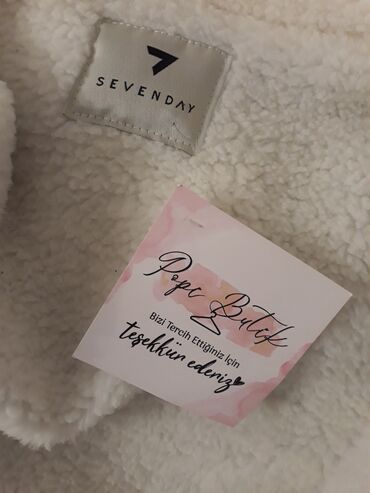 SEVENDAY
Popi Butik
Bizi Tercih Ettiğiniz İçin
teşekkür ederiz